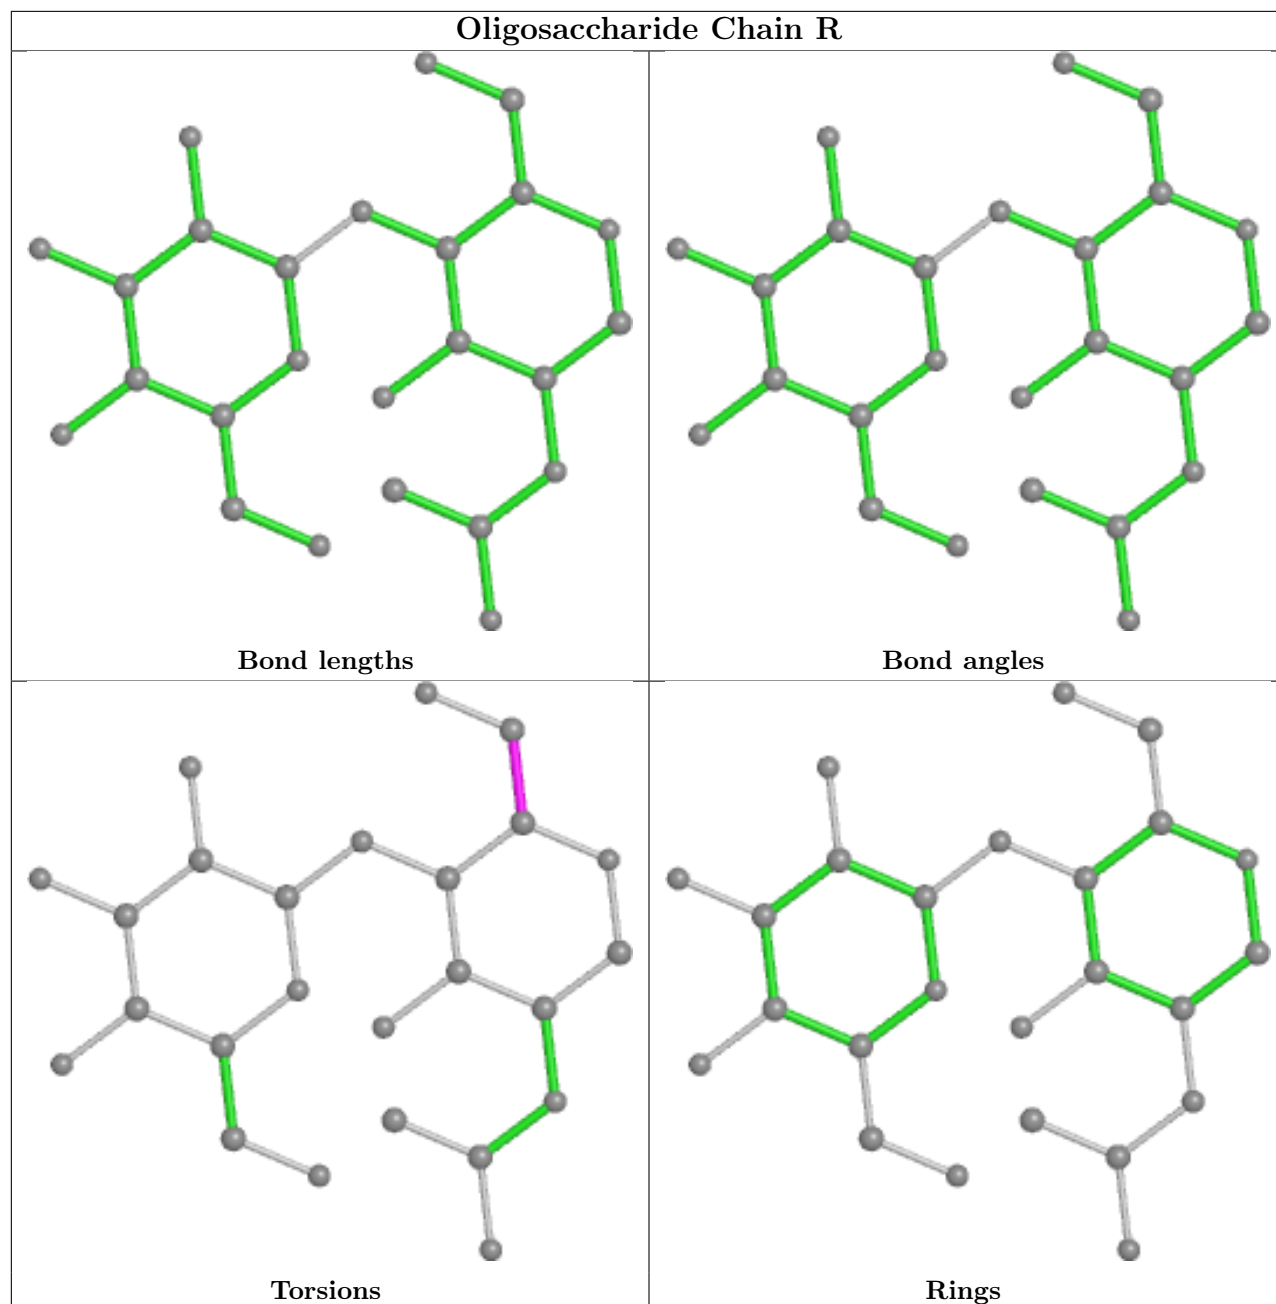 Oligosaccharide Chain R
Bond lengths
Bond angles
Torsions
Rings